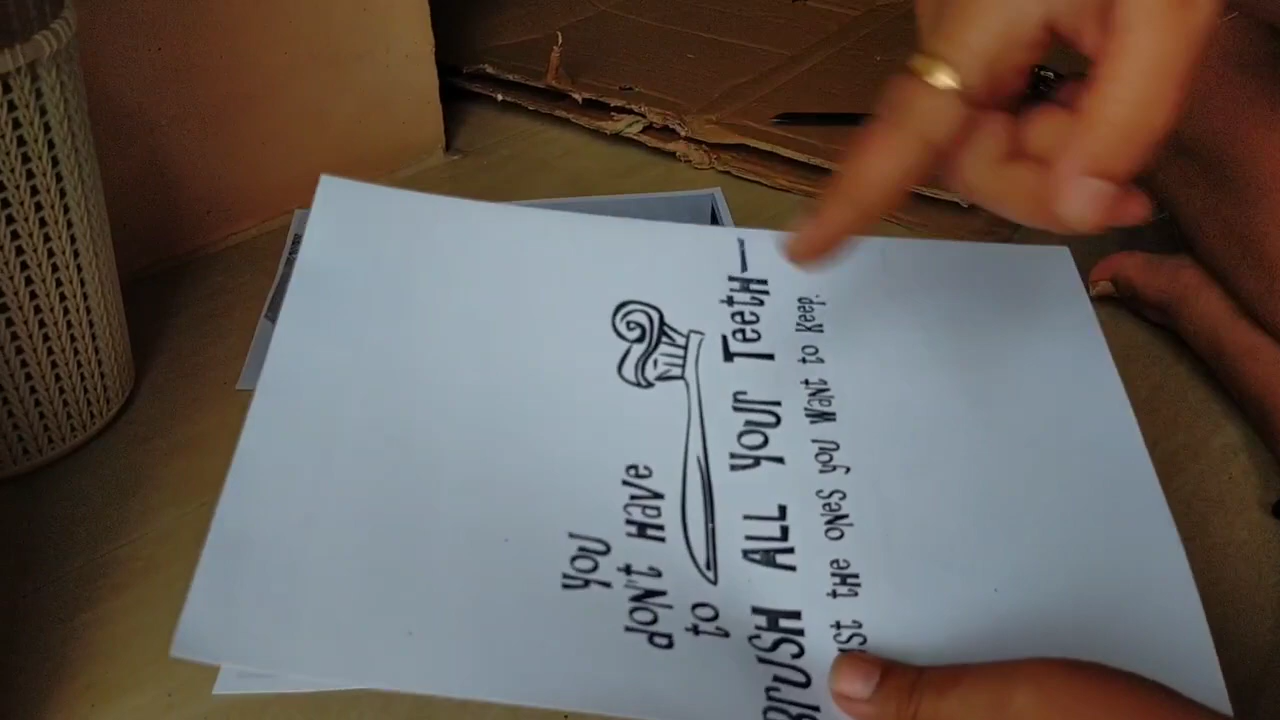 You
don't Have
to
BrUSH ALL Your Teeth—
the ones you want to keep.